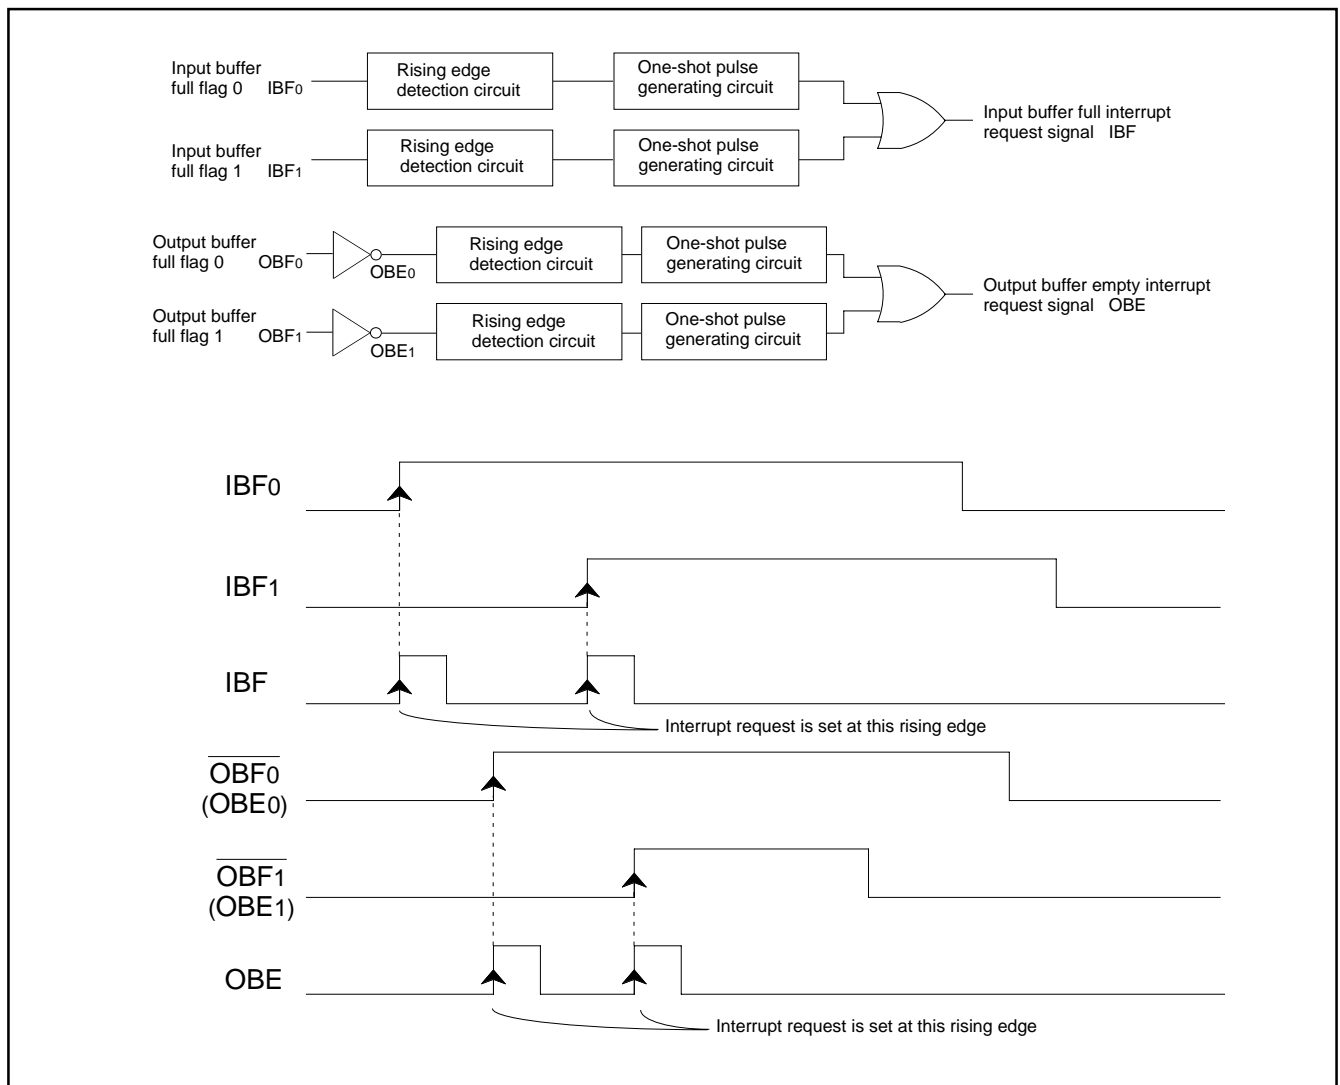 Input buffer
full flag 0 IBF0
Rising edge
detection circuit
One-shot pulse
generating circuit
Input buffer full interrupt
request signal IBF
Input buffer
full flag 1 IBF1
Rising edge
detection circuit
One-shot pulse
generating circuit
Output buffer
full flag 0 OBF0
OBE0
Rising edge
detection circuit
One-shot pulse
generating circuit
Output buffer empty interrupt
request signal OBE
Output buffer
full flag 1 OBF1
OBE1
Rising edge
detection circuit
One-shot pulse
generating circuit
IBF0
IBF1
IBF
Interrupt request is set at this rising edge
OBF0
(OBE0)
OBF1
(OBE1)
OBE
Interrupt request is set at this rising edge